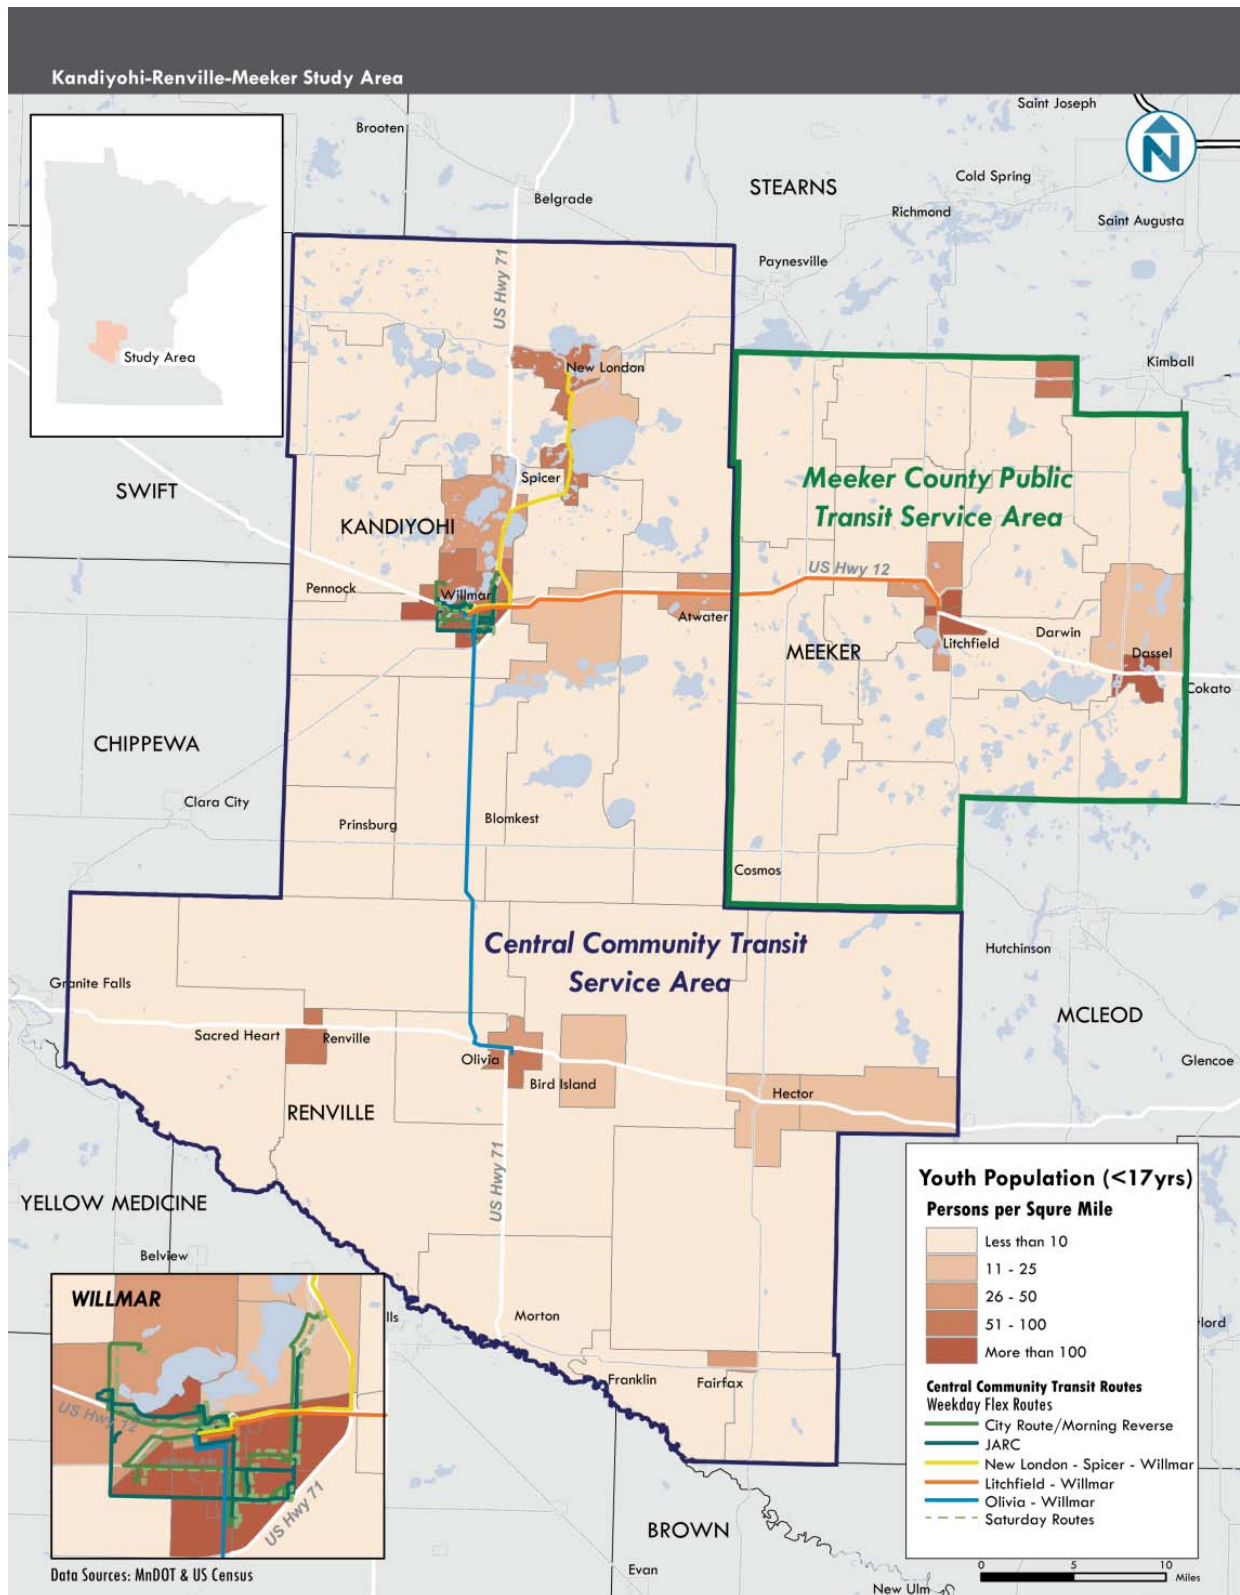 Kandiyohi-Renville-Meeker Study Area
Saint Joseph
Brooten
N
STEARNS
Cold Spring
Belgrade
Richmond
Saint Augusta
Paynesville
US Hwy 71
Study Area
Kimball
New London
Spicer
SWIFT
Meeker County Public
Transit Service Area
KANDIYOHI
US Hwy 12
Pennock
Willmar
Atwater
Litchfield
Darwin
MEEKER
Dassel
Cokato
CHIPPEWA
Clara City
Prinsburg
Blomkest
Cosmos
Central Community Transit
Service Area
Hutchinson
Granite Falls
MCLEOD
Sacred Heart
Renville
Olivia
Bird Island
Glencoe
Hector
RENVILLE
US Hwy 71
YELLOW MEDICINE
Belview
Morton
Franklin
Fairfax
lls
lord
WILLMAR
US Hwy 12
US Hwy 71
Youth Population (<17yrs)
Persons per Squre Mile
Less than 10
11 - 25
26 - 50
51 - 100
More than 100
Central Community Transit Routes
Weekday Flex Routes
City Route/Morning Reverse
JARC
New London - Spicer - Willmar
Litchfield - Willmar
Olivia - Willmar
Saturday Routes
BROWN
Evan
New Ulm
0 5 10
Miles
Data Sources: MnDOT & US Census